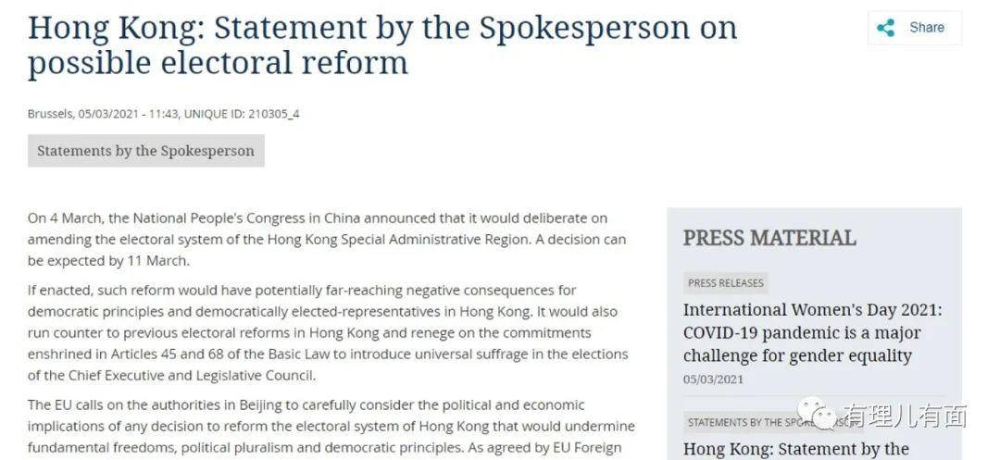 Hong Kong: Statement by the Spokesperson on
possible electoral reform
Share
Brussels, 05/03/2021 - 11:43, UNIQUE ID: 210305_4
Statements by the Spokesperson
On 4 March, the National People's Congress in China announced that it would deliberate on
amending the electoral system of the Hong Kong Special Administrative Region. A decision can
be expected by 11 March.
If enacted, such reform would have potentially far-reaching negative consequences for
democratic principles and democratically elected-representatives in Hong Kong. It would also
run counter to previous electoral reforms in Hong Kong and renege on the commitments
enshrined in Articles 45 and 68 of the Basic Law to introduce universal suffrage in the elections
of the Chief Executive and Legislative Council.
The EU calls on the authorities in Beijing to carefully consider the political and economic
implications of any decision to reform the electoral system of Hong Kong that would undermine
fundamental freedoms, political pluralism and democratic principles. As agreed by EU Foreign
PRESS MATERIAL
PRESS RELEASES
International Women's Day 2021:
COVID-19 pandemic is a major
challenge for gender equality
05/03/2021
STATEMENTS BY THE SPOKESPERSON
Hong Kong: Statement by the
有理儿有面